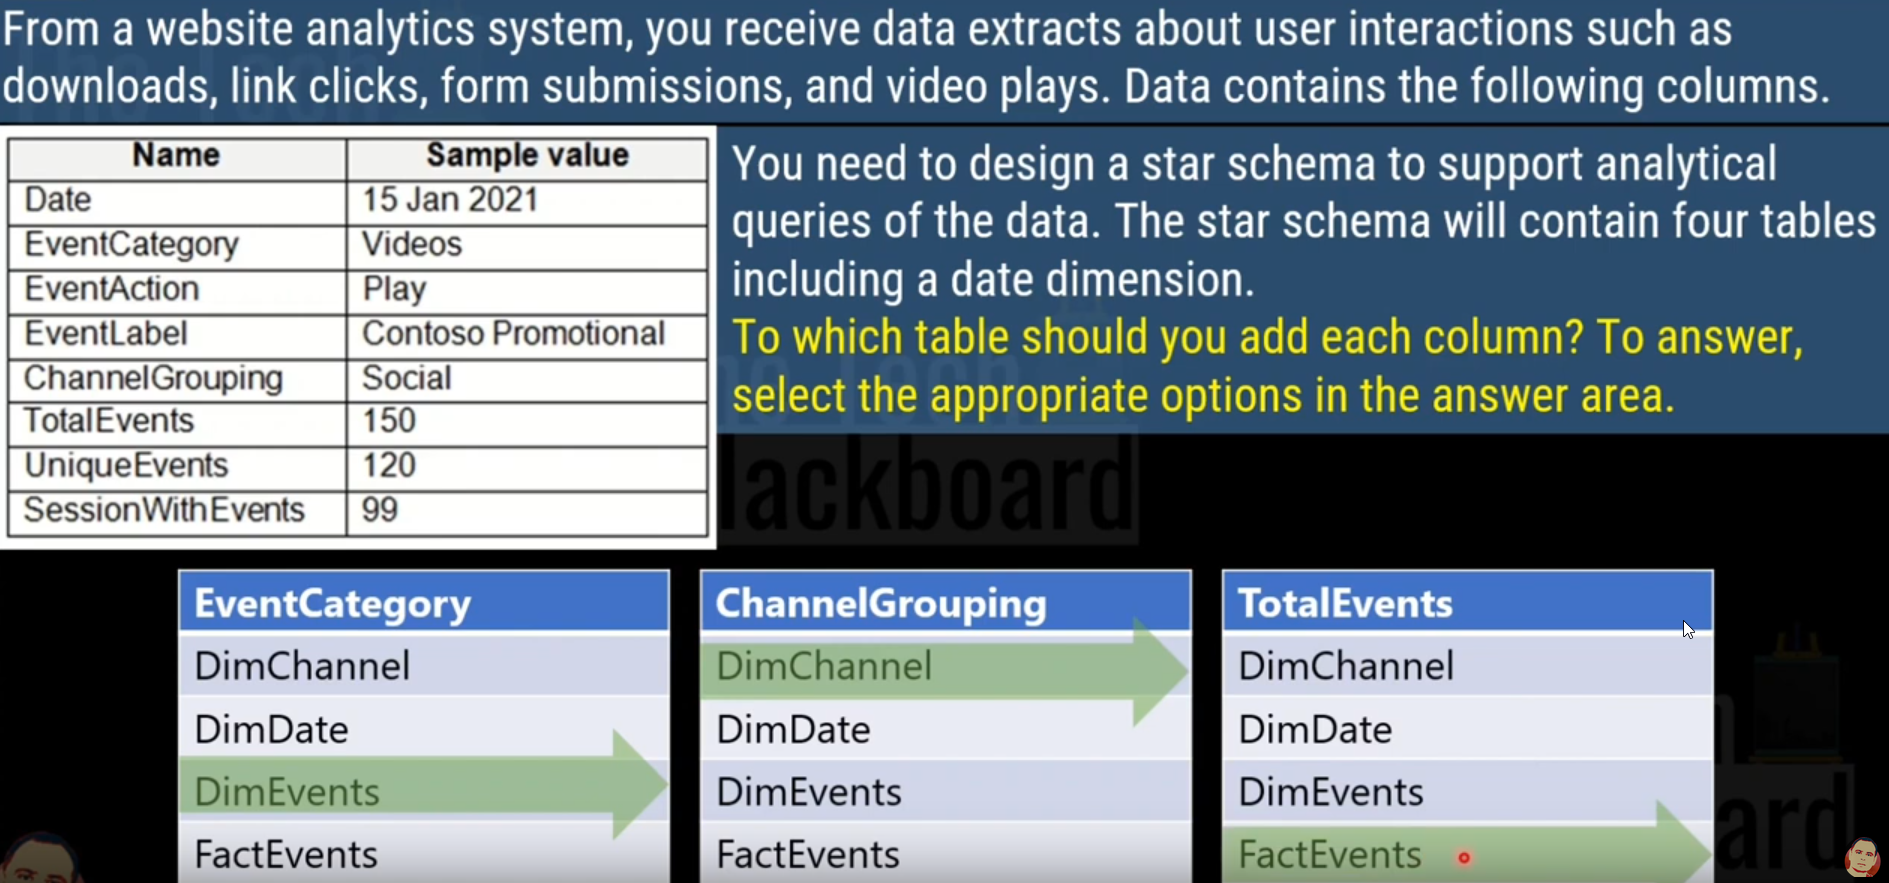 From a website analytics system, you receive data extracts about user interactions such as
downloads, link clicks, form submissions, and video plays. Data contains the following columns.
Name Sample value
Date 15 Jan 2021
EventCategory Videos
EventAction Play
EventLabel Contoso Promotional
ChannelGrouping Social
TotalEvents 150
UniqueEvents 120
SessionWithEvents 99
You need to design a star schema to support analytical
queries of the data. The star schema will contain four tables
including a date dimension.
To which table should you add each column? To answer,
select the appropriate options in the answer area.
lackboard
EventCategory
DimChannel
DimDate
DimEvents
FactEvents
ChannelGrouping
DimChannel
DimDate
DimEvents
FactEvents
TotalEvents
DimChannel
DimDate
DimEvents
FactEvents
ard